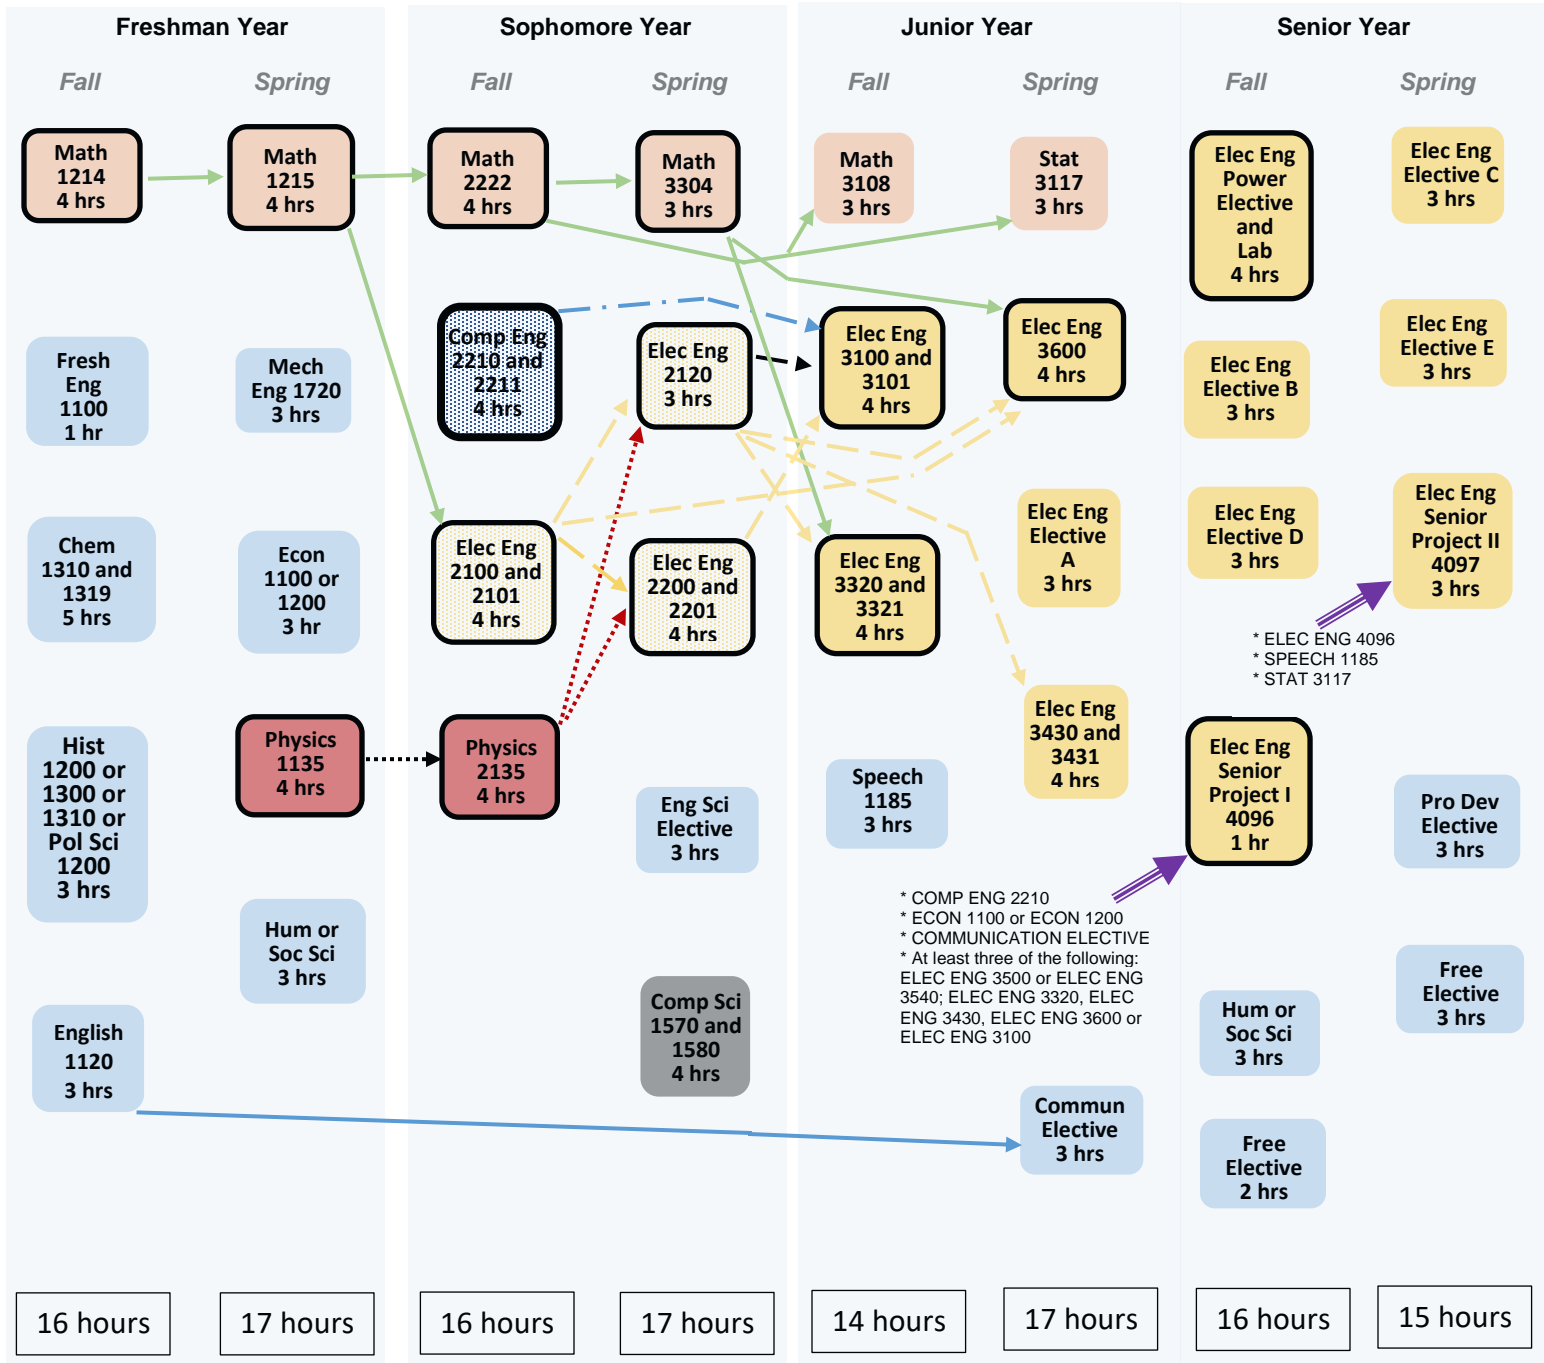 Freshman Year
Fall
Spring
Math
1214
4 hrs
Math
1215
4 hrs
Fresh
Eng
1100
1 hr
Mech
Eng 1720
3 hrs
Chem
1310 and
1319
5 hrs
Econ
1100 or
1200
3 hr
Hist
1200 or
1300 or
1310 or
Pol Sci
1200
3 hrs
Physics
1135
4 hrs
Hum or
Soc Sci
3 hrs
English
1120
3 hrs
16 hours
17 hours
Sophomore Year
Fall
Spring
Math
2222
4 hrs
Math
3304
3 hrs
Comp Eng
2210 and
2211
4 hrs
Elec Eng
2120
3 hrs
Elec Eng
2100 and
2101
4 hrs
Elec Eng
2200 and
2201
4 hrs
Physics
2135
4 hrs
Eng Sci
Elective
3 hrs
Comp Sci
1570 and
1580
4 hrs
16 hours
17 hours
Junior Year
Fall
Spring
Math
3108
3 hrs
Stat
3117
3 hrs
Elec Eng
3100 and
3101
4 hrs
Elec Eng
3600
4 hrs
Elec Eng
3320 and
3321
4 hrs
Elec Eng
Elective
A
3 hrs
Elec Eng
3430 and
3431
4 hrs
Speech
1185
3 hrs
* COMP ENG 2210
* ECON 1100 or ECON 1200
* COMMUNICATION ELECTIVE
* At least three of the following:
ELEC ENG 3500 or ELEC ENG
3540; ELEC ENG 3320, ELEC
ENG 3430, ELEC ENG 3600 or
ELEC ENG 3100
Commun
Elective
3 hrs
14 hours
17 hours
Senior Year
Fall
Spring
Elec Eng
Power
Elective
and
Lab
4 hrs
Elec Eng
Elective C
3 hrs
Elec Eng
Elective B
3 hrs
Elec Eng
Elective E
3 hrs
Elec Eng
Elective D
3 hrs
Elec Eng
Senior
Project II
4097
3 hrs
* ELEC ENG 4096
* SPEECH 1185
* STAT 3117
Elec Eng
Senior
Project I
4096
1 hr
Pro Dev
Elective
3 hrs
Hum or
Soc Sci
3 hrs
Free
Elective
3 hrs
Free
Elective
2 hrs
16 hours
15 hours